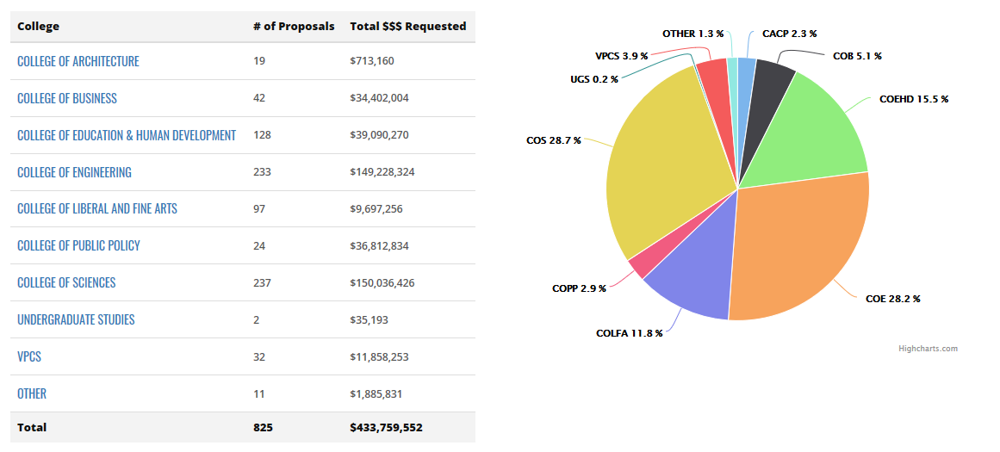 College # of Proposals Total $$$ Requested
COLLEGE OF ARCHITECTURE 19 $713,160
COLLEGE OF BUSINESS 42 $34,402,004
COLLEGE OF EDUCATION & HUMAN DEVELOPMENT 128 $39,090,270
COLLEGE OF ENGINEERING 233 $149,228,324
COLLEGE OF LIBERAL AND FINE ARTS 97 $9,697,256
COLLEGE OF PUBLIC POLICY 24 $36,812,834
COLLEGE OF SCIENCES 237 $150,036,426
UNDERGRADUATE STUDIES 2 $35,193
VPCS 32 $11,858,253
OTHER 11 $1,885,831
Total 825 $433,759,552
OTHER 1.3 %
CACP 2.3 %
VPCS 3.9 %
COB 5.1 %
UGS 0.2 %
COEHD 15.5 %
COS 28.7 %
COPP 2.9 %
COE 28.2 %
COLFA 11.8 %
Highcharts.com